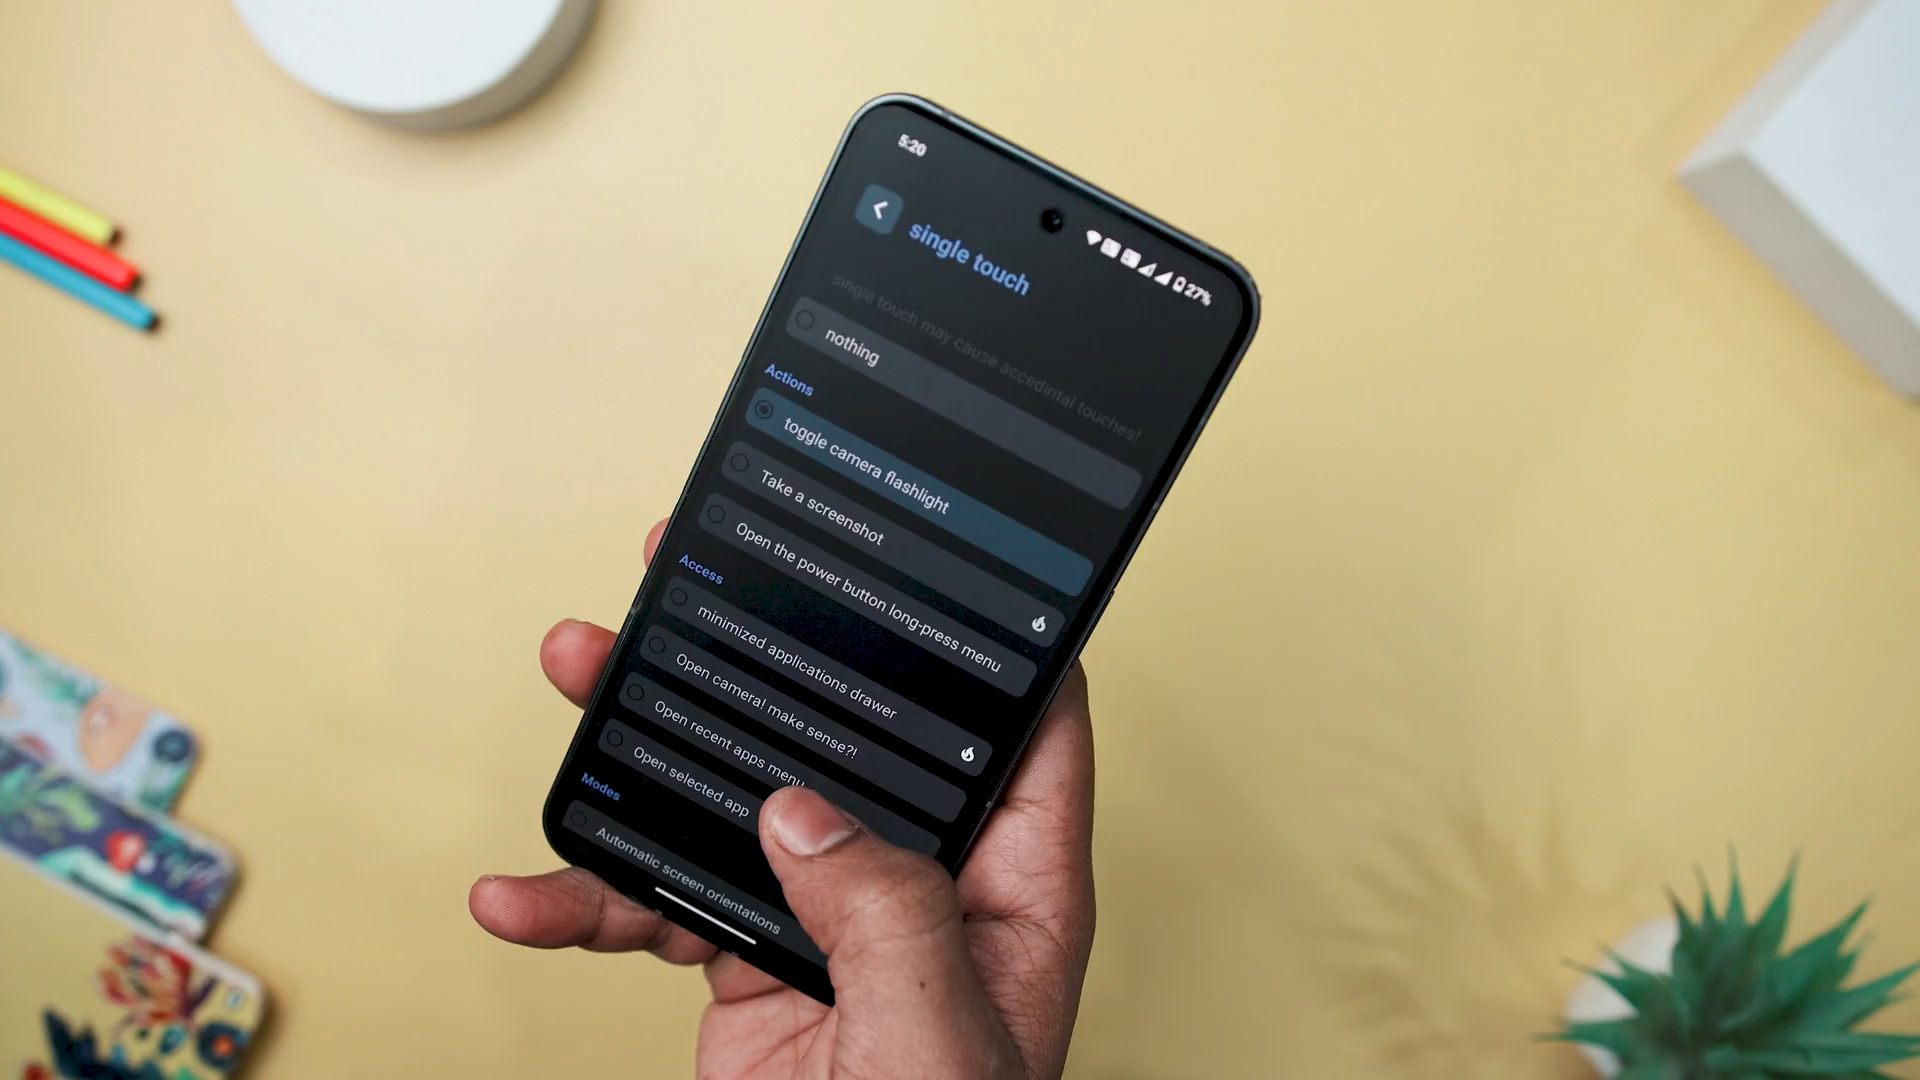 5:20
27%
single touch
single touch may cause accedintal touches!
nothing
Actions
toggle camera flashlight
Take a screenshot
Open the power button long-press menu
Access
minimized applications drawer
Open camera! make sense?!
Open recent apps menu
Open selected app
Modes
Automatic screen orientations